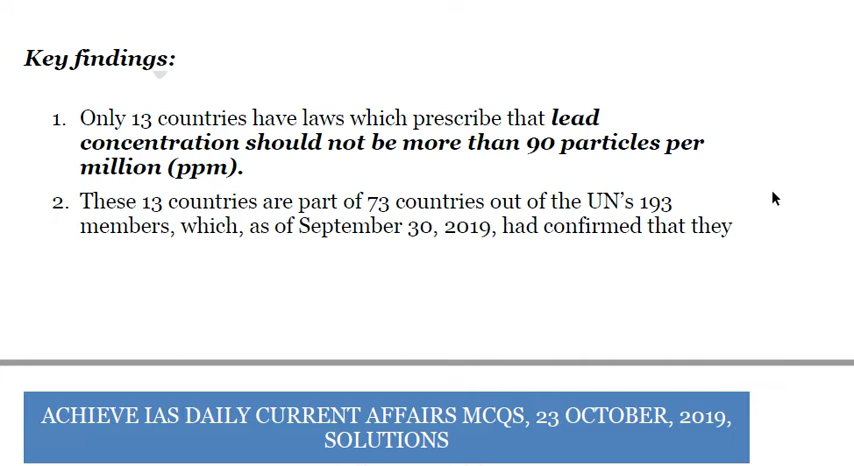 Key findings:
1. Only 13 countries have laws which prescribe that lead
concentration should not be more than 90 particles per
million (ppm).
2. These 13 countries are part of 73 countries out of the UN’s 193
members, which, as of September 30, 2019, had confirmed that they
ACHIEVE IAS DAILY CURRENT AFFAIRS MCQS, 23 OCTOBER, 2019,
SOLUTIONS